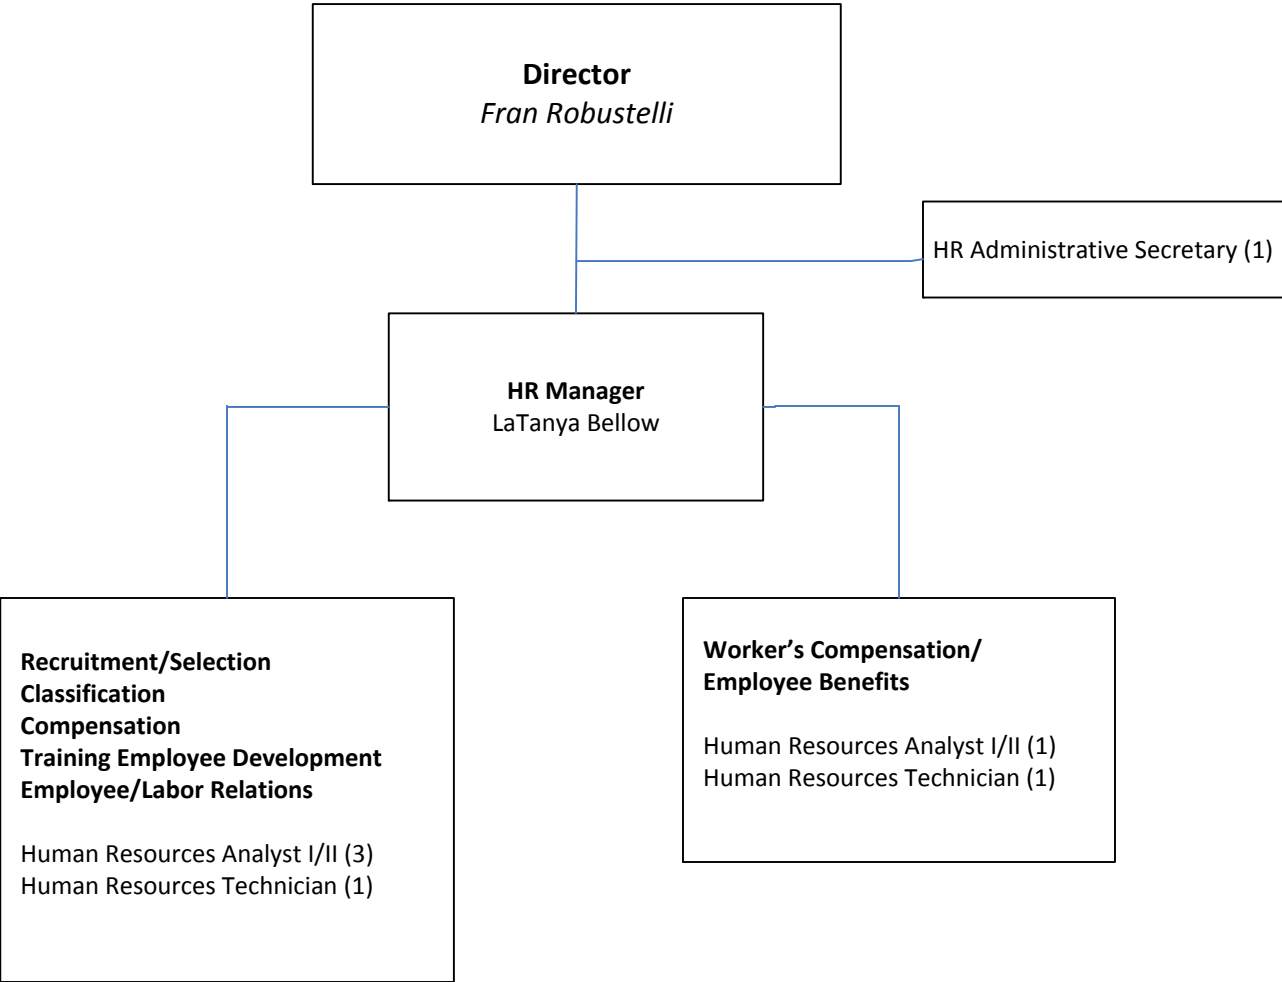 Director
Fran Robustelli
HR Administrative Secretary (1)
HR Manager
LaTanya Bellow
Recruitment/Selection
Classification
Compensation
Training Employee Development
Employee/Labor Relations
Human Resources Analyst I/II (3)
Human Resources Technician (1)
Worker’s Compensation/
Employee Benefits
Human Resources Analyst I/II (1)
Human Resources Technician (1)